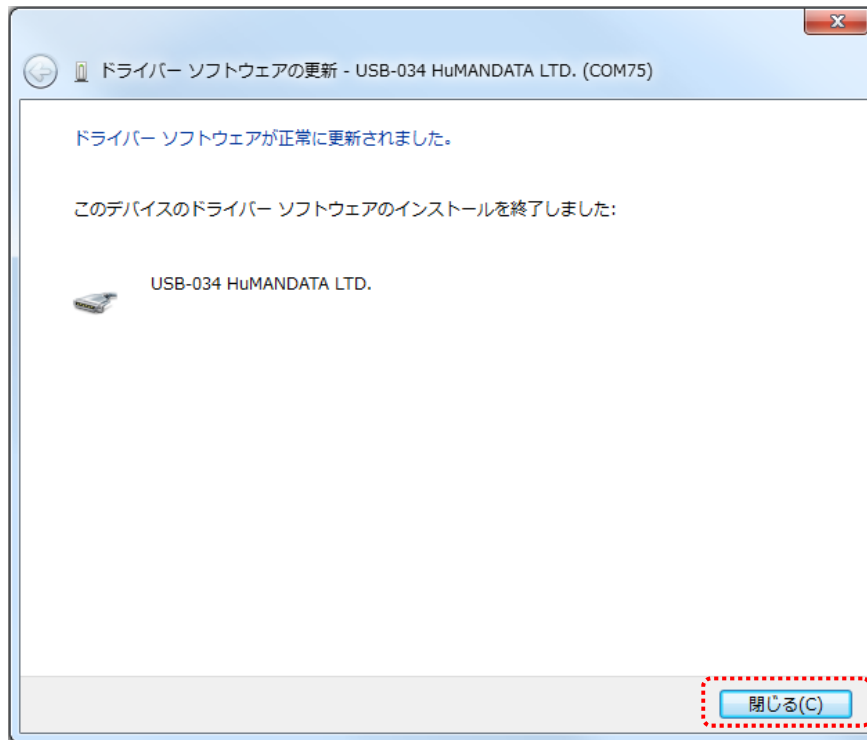 ドライバー ソフトウェアの更新 - USB-034 HuMANDATA LTD. (COM75)
ドライバー ソフトウェアが正常に更新されました。
このデバイスのドライバー ソフトウェアのインストールを終了しました:
USB-034 HuMANDATA LTD.
閉じる(C)